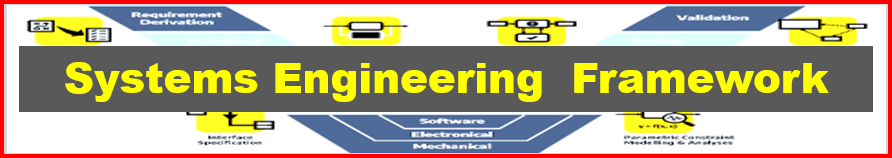 Requirement
Derivation
Validation
Systems Engineering Framework
Software
Electronical
Mechanical
Interface
Specification
Parametric Constraint
Modelling & Analyses